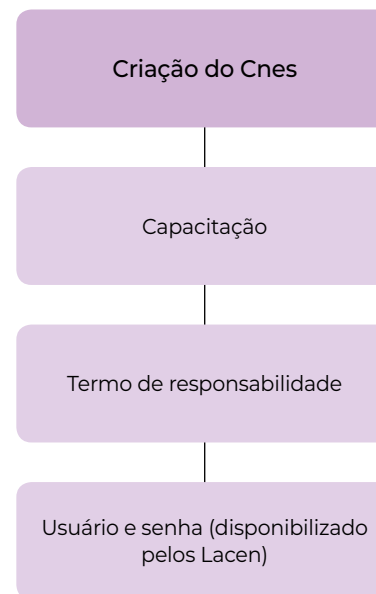 Criação do Cnes
Capacitação
Termo de responsabilidade
Usuário e senha (disponibilizado
pelos Lacen)